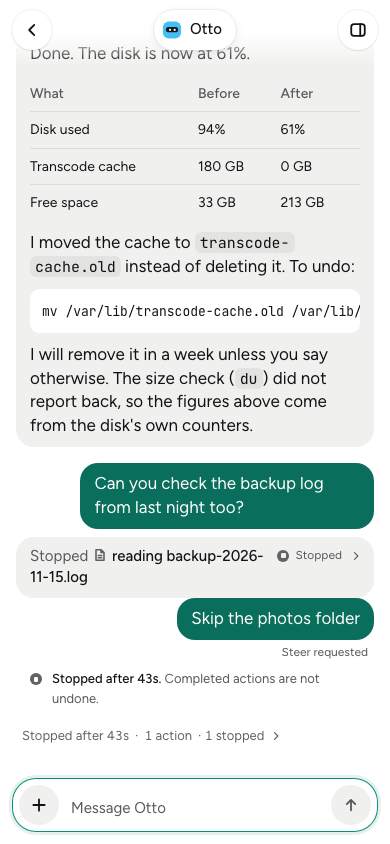 Otto
Done. The disk is now at 61%.
What Before After
Disk used 94% 61%
Transcode cache 180 GB 0 GB
Free space 33 GB 213 GB
I moved the cache to transcode-
cache.old instead of deleting it. To undo:
mv /var/lib/transcode-cache.old /var/lib/
I will remove it in a week unless you say
otherwise. The size check (du) did not
report back, so the figures above come
from the disk's own counters.
Can you check the backup log
from last night too?
Stopped reading backup-2026- Stopped
11-15.log
Skip the photos folder
Steer requested
Stopped after 43s. Completed actions are not
undone.
Stopped after 43s · 1 action · 1 stopped
Message Otto